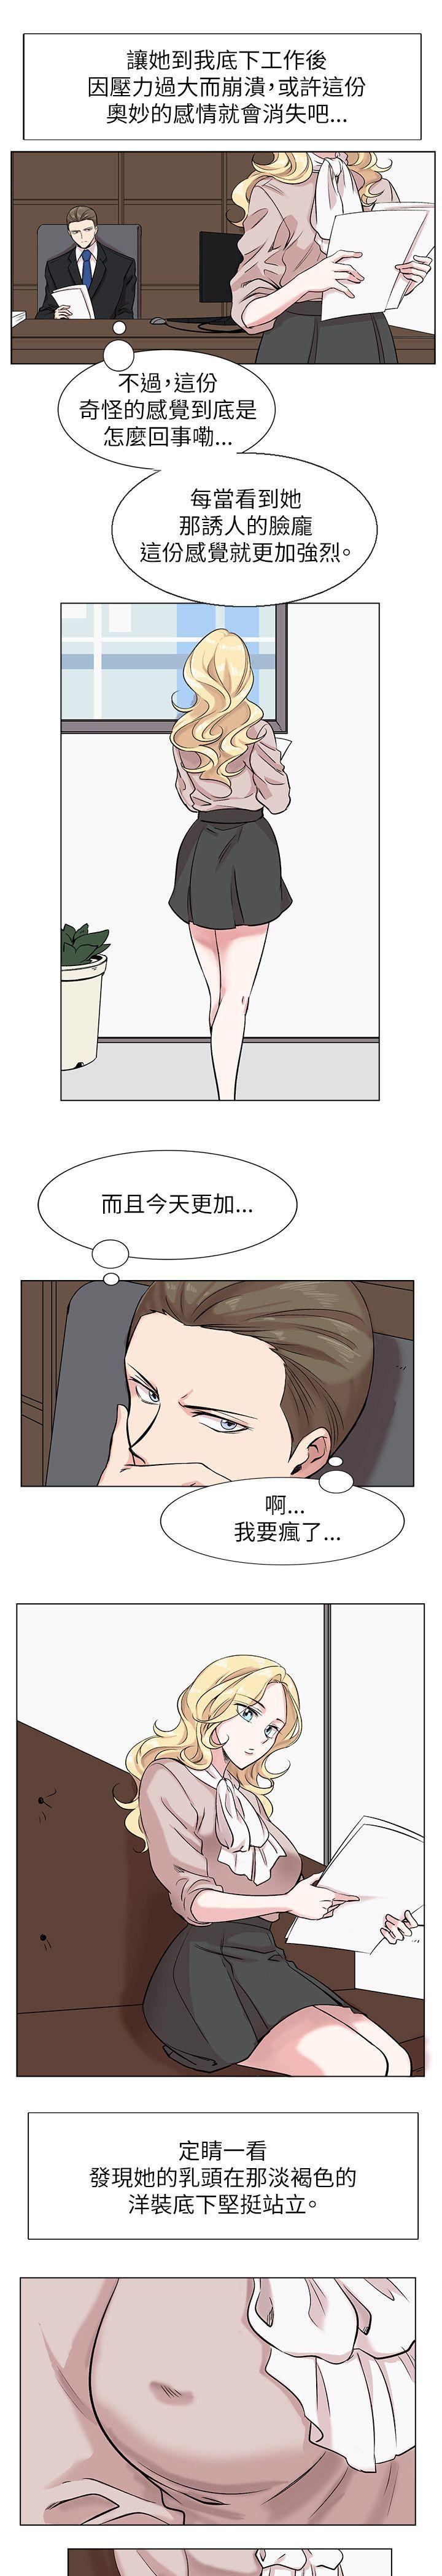 讓她到我底下工作後
因壓力過大而崩潰，或許這份
奧妙的感情就會消失吧...
不過，這份
奇怪的感覺到底是
怎麼回事嘞...
每當看到她
那誘人的臉龐
這份感覺就更加強烈。
而且今天更加...
啊...
我要瘋了...
定睛一看
發現她的乳頭在那淡褐色的
洋裝底下堅挺站立。